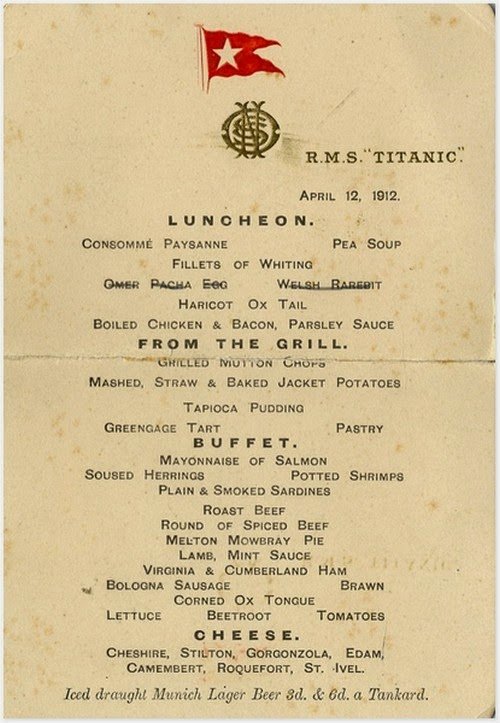 R.M.S. "TITANIC."
APRIL 12, 1912.
LUNCHEON.
CONSOMMÉ PAYSANNE PEA SOUP
FILLETS OF WHITING
OMER PACHA EGG WELSH RAREBIT
HARICOT OX TAIL
BOILED CHICKEN & BACON, PARSLEY SAUCE
FROM THE GRILL.
GRILLED MUTTON CHOPS
MASHED, STRAW & BAKED JACKET POTATOES
TAPIOCA PUDDING
GREENGAGE TART PASTRY
BUFFET.
MAYONNAISE OF SALMON
SOUSED HERRINGS POTTED SHRIMPS
PLAIN & SMOKED SARDINES
ROAST BEEF
ROUND OF SPICED BEEF
MELTON MOWBRAY PIE
LAMB, MINT SAUCE
VIRGINIA & CUMBERLAND HAM
BOLOGNA SAUSAGE BRAWN
CORNED OX TONGUE
LETTUCE BEETROOT TOMATOES
CHEESE.
CHESHIRE, STILTON, GORGONZOLA, EDAM,
CAMEMBERT, ROQUEFORT, ST. IVEL.
Iced draught Munich Lager Beer 3d. & 6d. a Tankard.